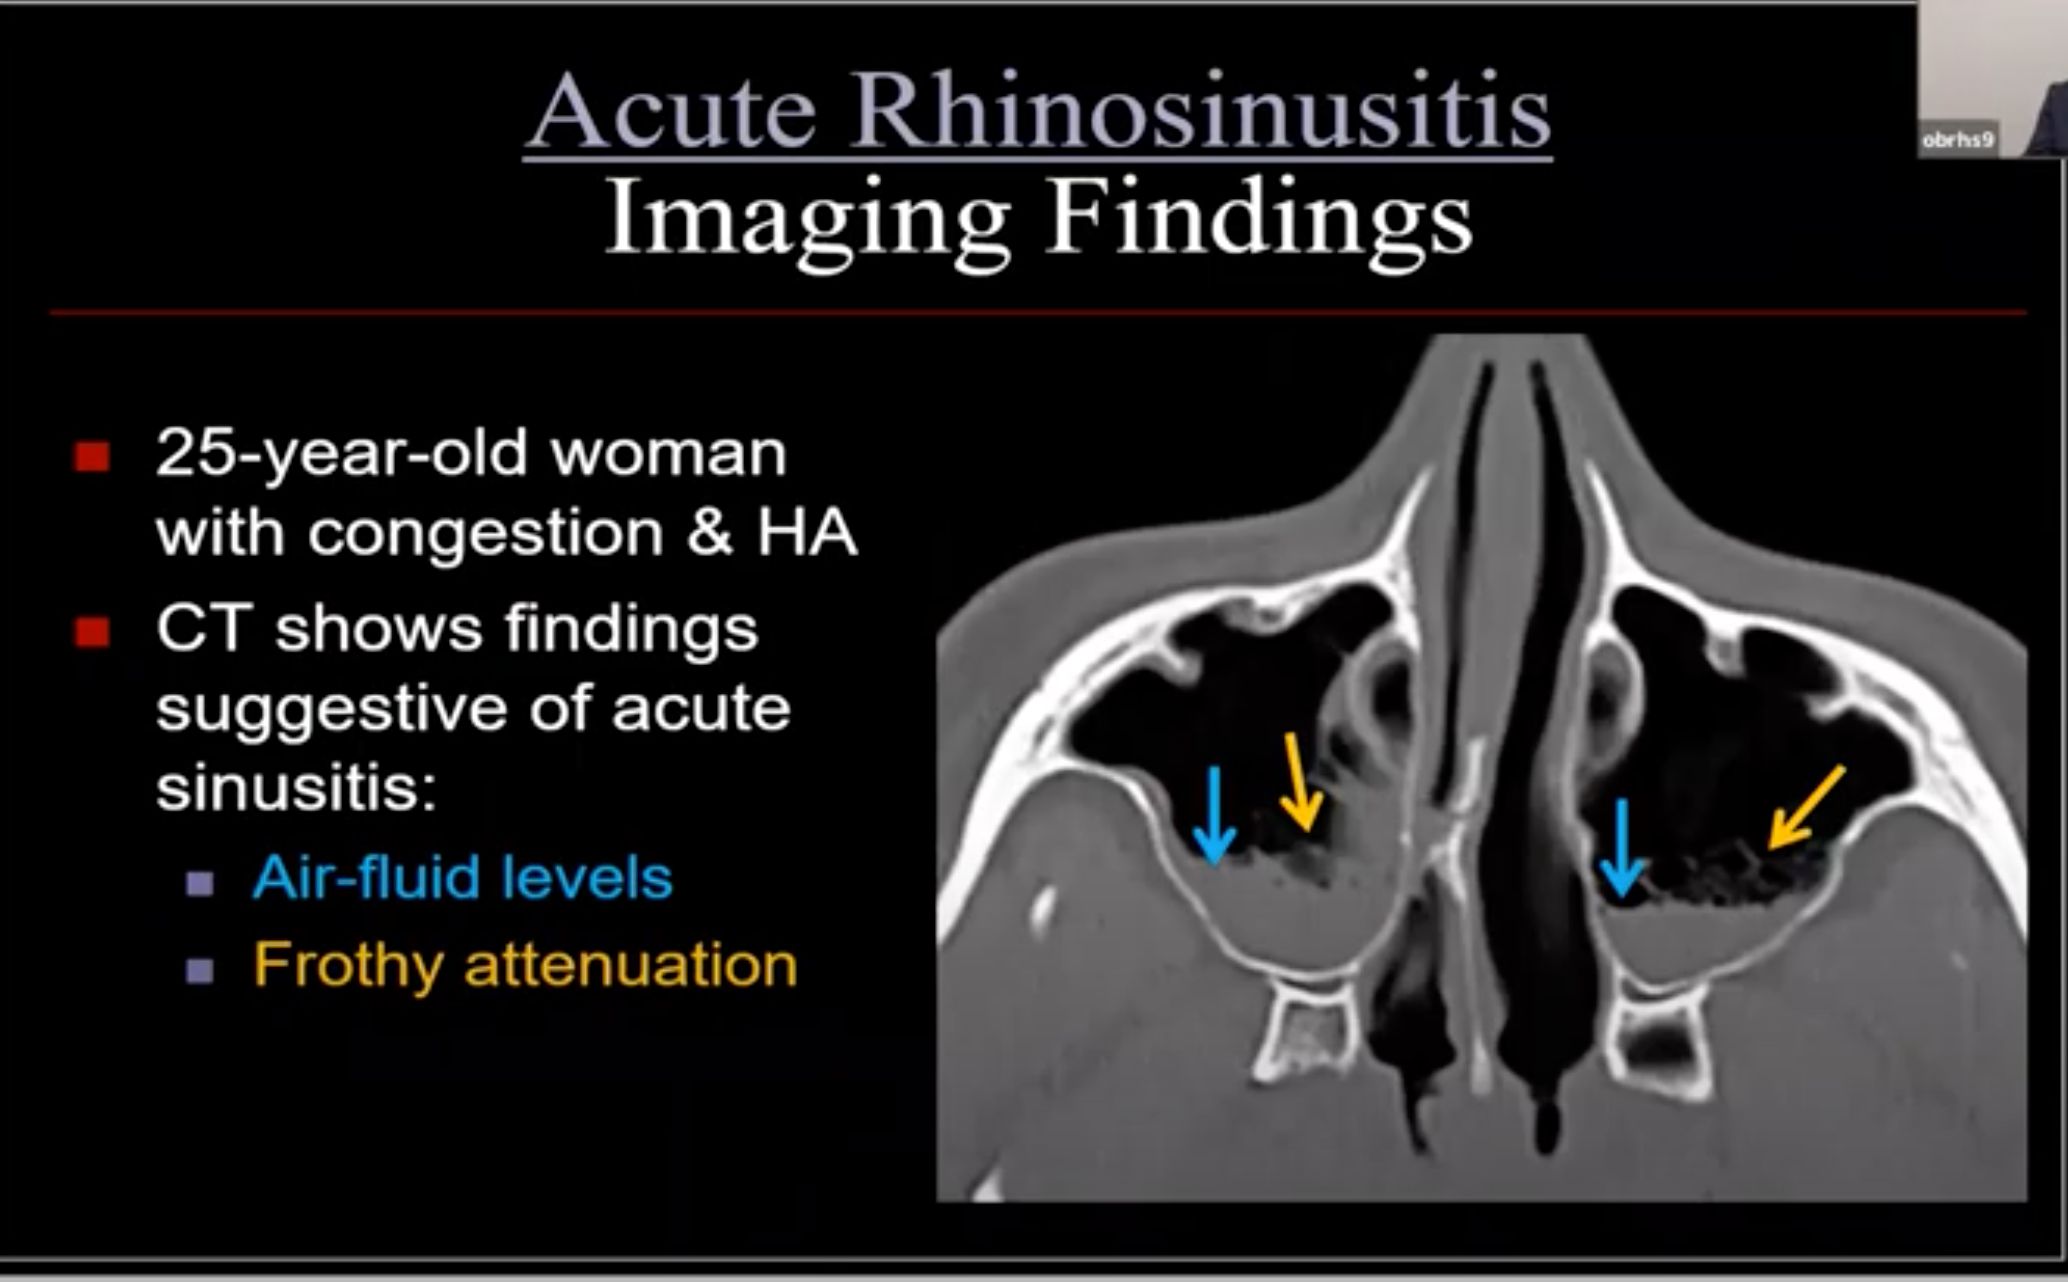 Acute Rhinosinusitis
Imaging Findings
obrhs9
25-year-old woman
with congestion & HA
CT shows findings
suggestive of acute
sinusitis:
Air-fluid levels
Frothy attenuation